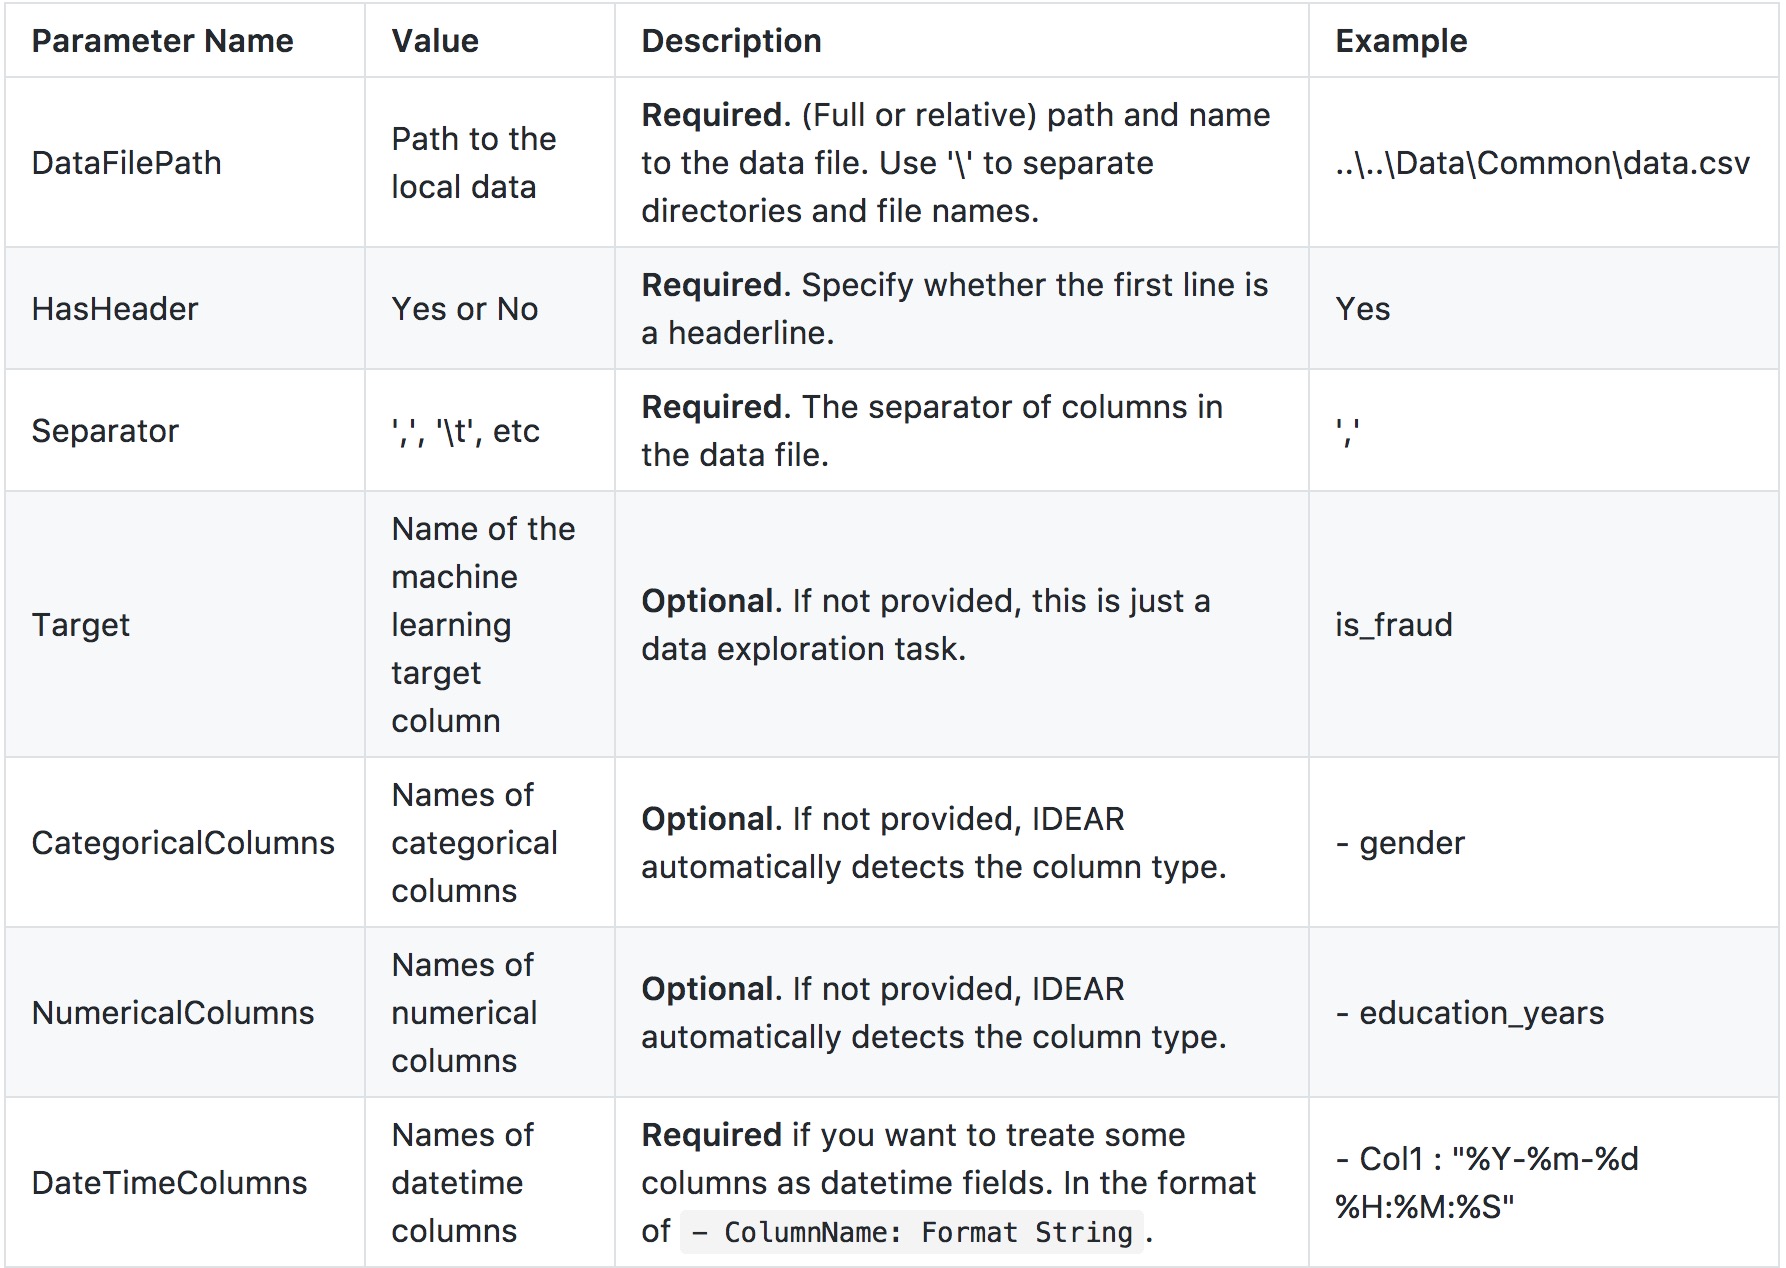 Parameter Name Value Description Example
DataFilePath
Path to the
local data
Required. (Full or relative) path and name
to the data file. Use '\' to separate
directories and file names.
..\..\Data\Common\data.csv
HasHeader
Yes or No
Required. Specify whether the first line is
a headerline.
Yes
Separator
',', '\t', etc
Required. The separator of columns in
the data file.
','
Target
Name of the
machine
learning
target
column
Optional. If not provided, this is just a
data exploration task.
is_fraud
CategoricalColumns
Names of
categorical
columns
Optional. If not provided, IDEAR
automatically detects the column type.
- gender
NumericalColumns
Names of
numerical
columns
Optional. If not provided, IDEAR
automatically detects the column type.
- education_years
DateTimeColumns
Names of
datetime
columns
Required if you want to treate some
columns as datetime fields. In the format
of - ColumnName: Format String.
- Col1 : "%Y-%m-%d
%H:%M:%S"